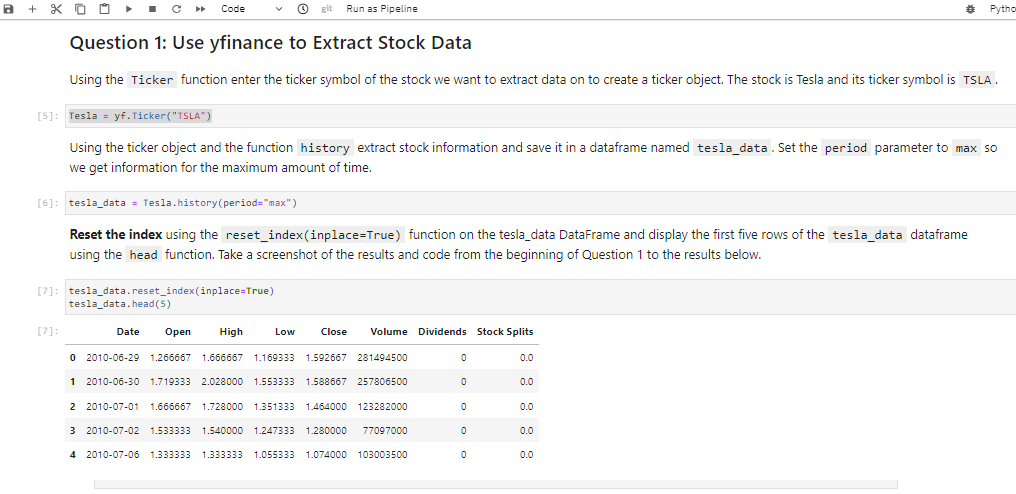 Code git Run as Pipeline Pytho
Question 1: Use yfinance to Extract Stock Data
Using the Ticker function enter the ticker symbol of the stock we want to extract data on to create a ticker object. The stock is Tesla and its ticker symbol is TSLA .
[5]: Tesla = yf.Ticker("TSLA")
Using the ticker object and the function history extract stock information and save it in a dataframe named tesla_data . Set the period parameter to max so
we get information for the maximum amount of time.
[6]: tesla_data = Tesla.history(period="max")
Reset the index using the reset_index(inplace=True) function on the tesla_data DataFrame and display the first five rows of the tesla_data dataframe
using the head function. Take a screenshot of the results and code from the beginning of Question 1 to the results below.
[7]: tesla_data.reset_index(inplace=True)
tesla_data.head(5)
[7]: Date Open High Low Close Volume Dividends Stock Splits
0 2010-06-29 1.266667 1.666667 1.169333 1.592667 281494500 0 0.0
1 2010-06-30 1.719333 2.028000 1.553333 1.588667 257806500 0 0.0
2 2010-07-01 1.666667 1.728000 1.351333 1.464000 123282000 0 0.0
3 2010-07-02 1.533333 1.540000 1.247333 1.280000 77097000 0 0.0
4 2010-07-06 1.333333 1.333333 1.055333 1.074000 103003500 0 0.0